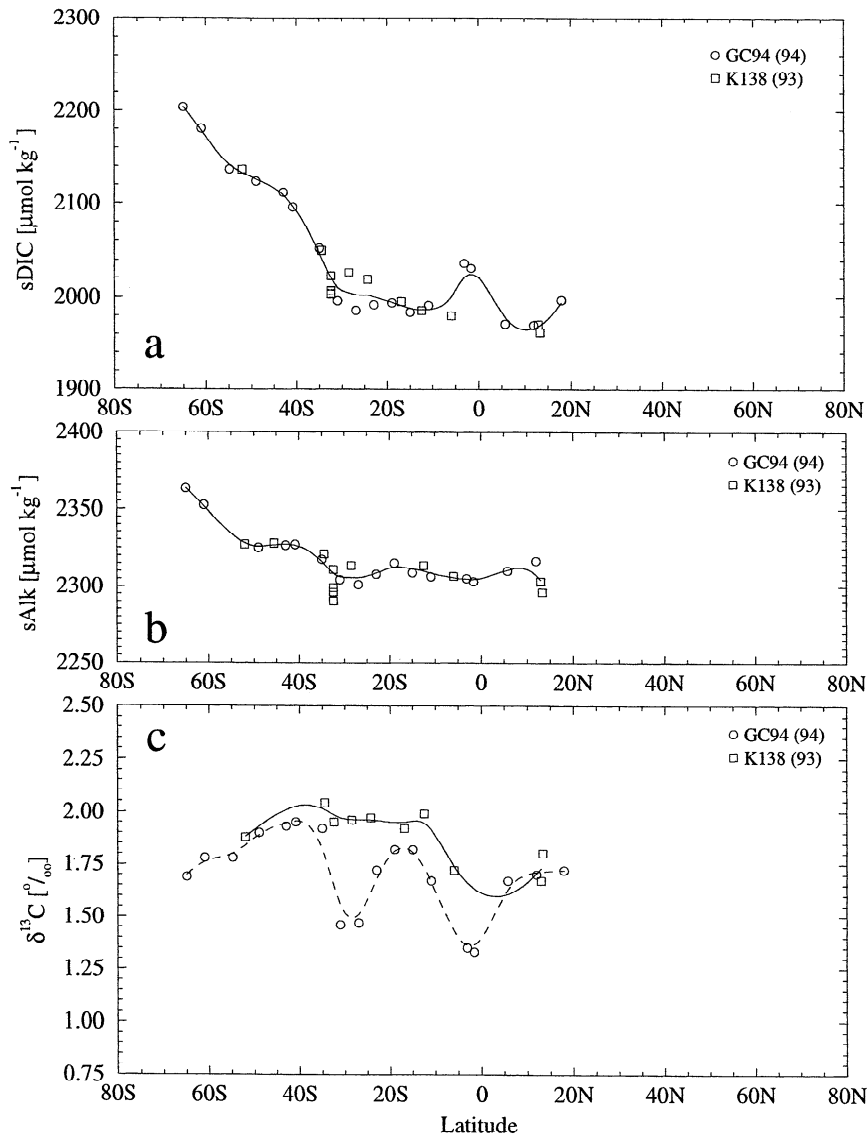 2300
2200
2100
2000
1900
sDIC [µmol kg⁻¹]
GC94 (94)
K138 (93)
a
80S 60S 40S 20S 0 20N 40N 60N 80N
2400
2350
2300
2250
2200
sAlk [µmol kg⁻¹]
GC94 (94)
K138 (93)
b
80S 60S 40S 20S 0 20N 40N 60N 80N
2.50
2.25
2.00
1.75
1.50
1.25
1.00
0.75
δ¹³C [º/₀₀]
c
GC94 (94)
K138 (93)
80S 60S 40S 20S 0 20N 40N 60N 80N
Latitude